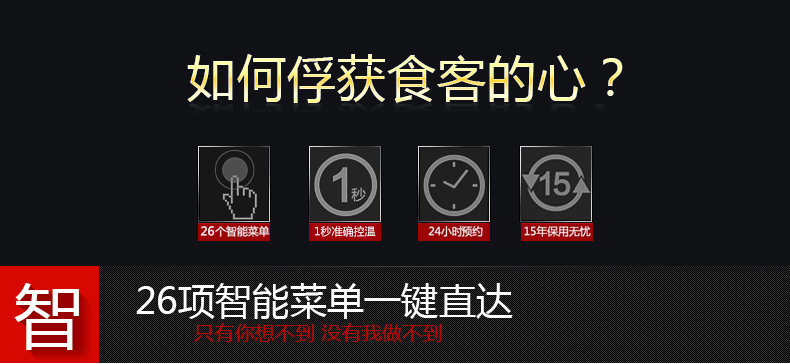 如何俘获食客的心？
1秒
15
26个智能菜单
1秒准确控温
24小时预约
15年保用无忧
智
26项智能菜单一键直达
只有你想不到 没有我做不到